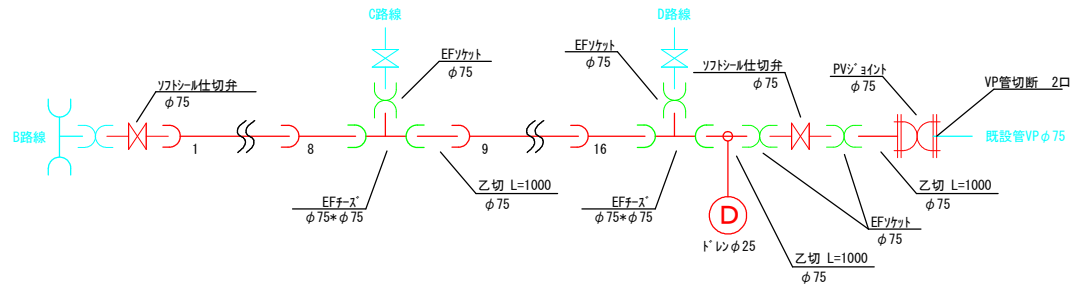 C路線
D路線
EFｿｹｯﾄ
φ75
EFｿｹｯﾄ
φ75
ｿﾌﾄｼｰﾙ仕切弁
φ75
ｿﾌﾄｼｰﾙ仕切弁
φ75
PVｼﾞｮｲﾝﾄ
φ75
VP管切断 2口
B路線
既設管VPφ75
1
8
9
16
乙切 L=1000
φ75
EFﾁｰｽﾞ
φ75*φ75
EFﾁｰｽﾞ
φ75*φ75
乙切 L=1000
φ75
D
ﾄﾞﾚﾝφ25
EFｿｹｯﾄ
φ75
乙切 L=1000
φ75